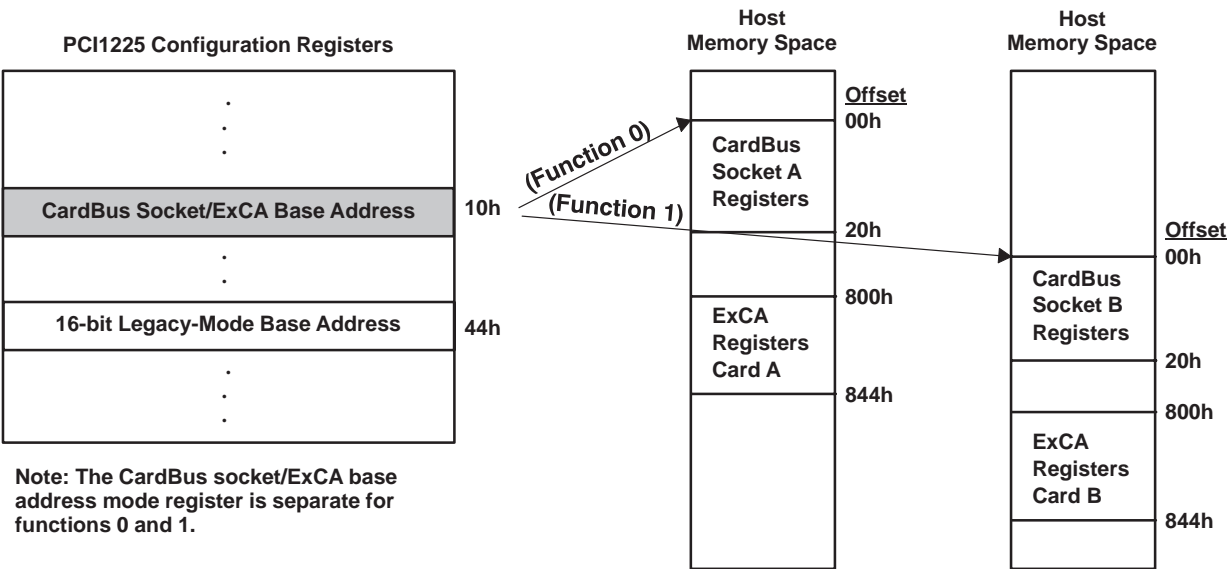 PCI1225 Configuration Registers
.
.
.
CardBus Socket/ExCA Base Address
10h
.
.
16-bit Legacy-Mode Base Address
44h
.
.
.
Note: The CardBus socket/ExCA base
address mode register is separate for
functions 0 and 1.
(Function 0)
(Function 1)
Host
Memory Space
Offset
00h
CardBus
Socket A
Registers
20h
800h
ExCA
Registers
Card A
844h
Host
Memory Space
Offset
00h
CardBus
Socket B
Registers
20h
800h
ExCA
Registers
Card B
844h